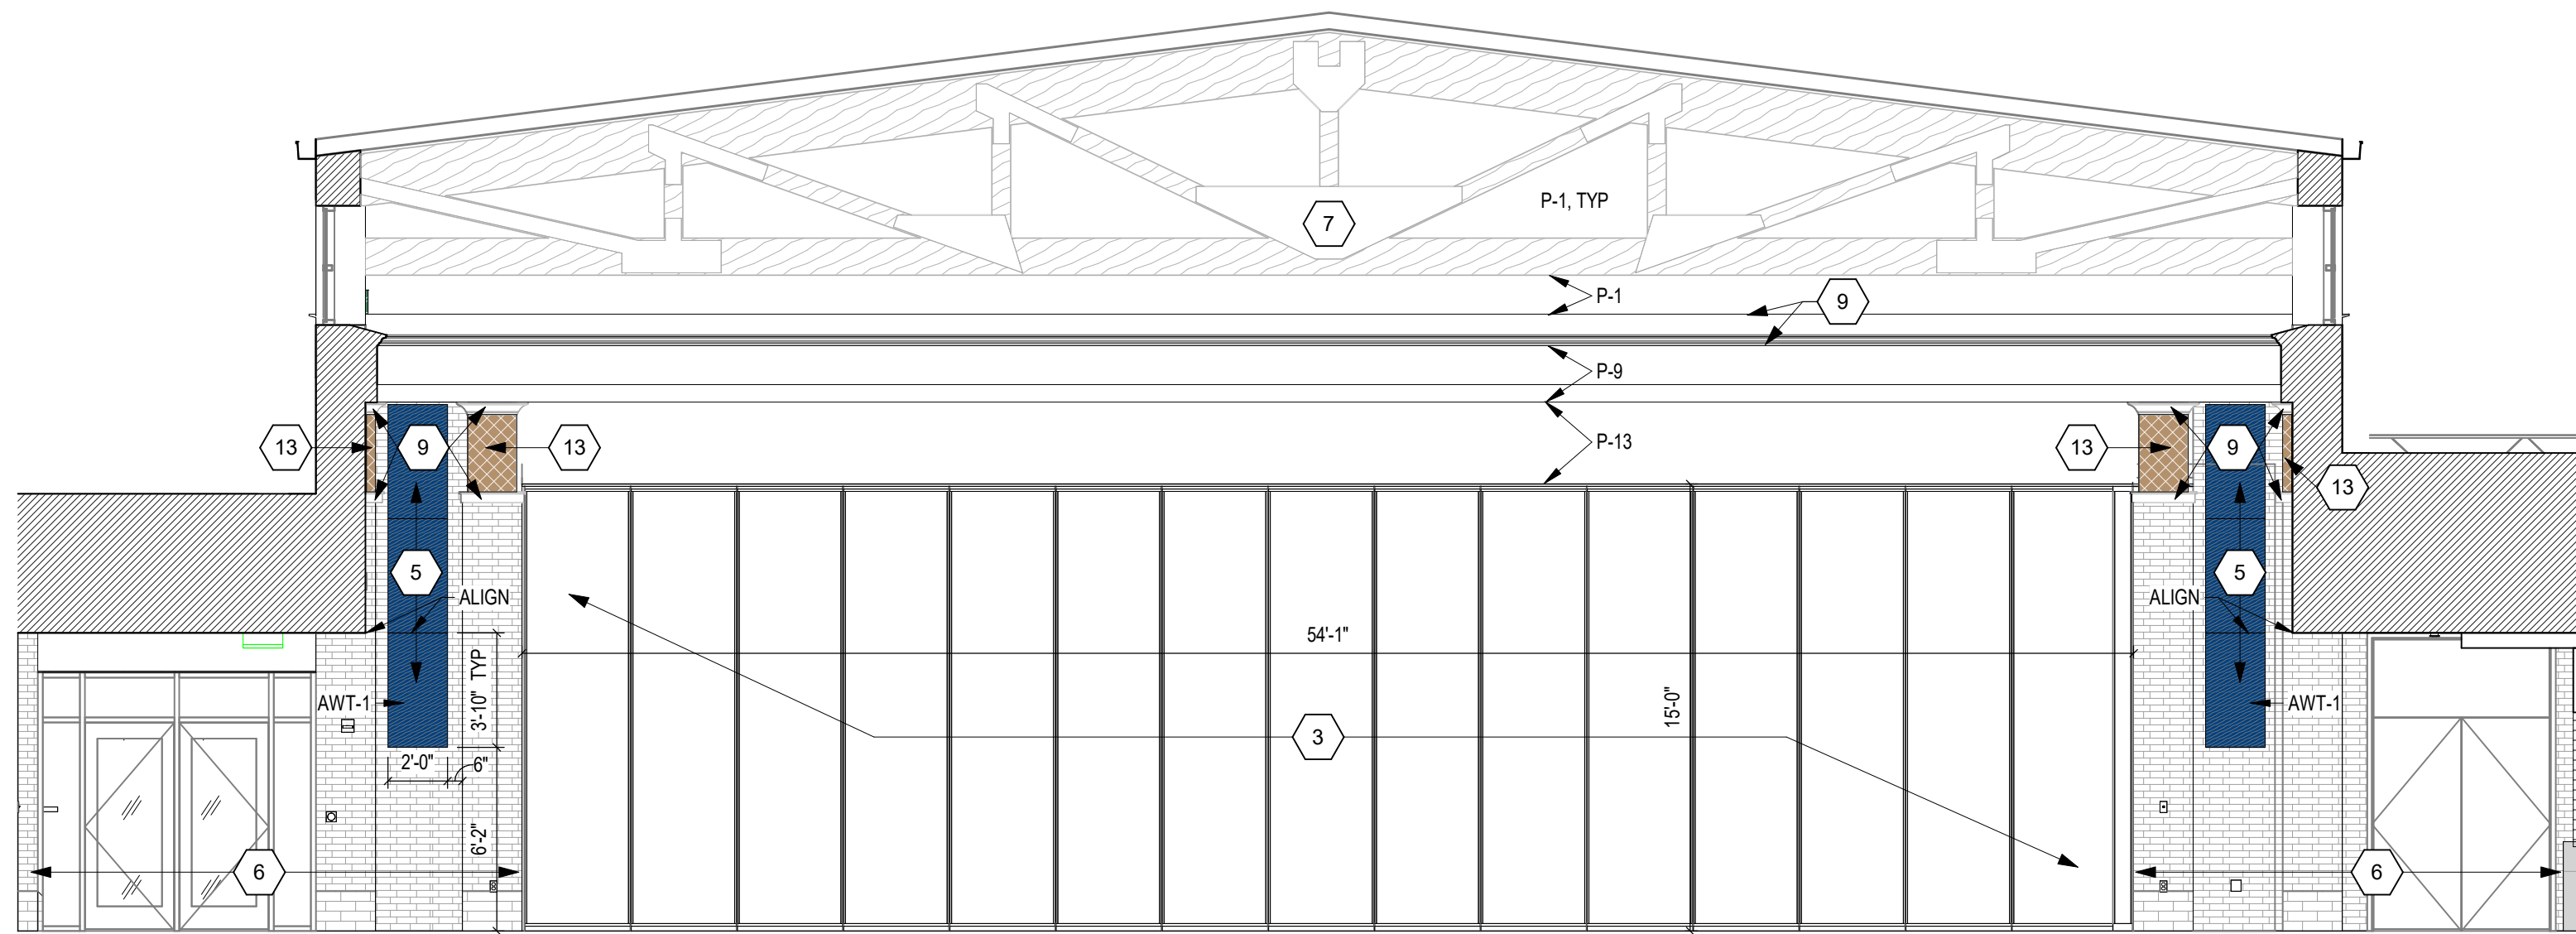 P-1, TYP
7
P-1
9
P-9
13
9
13
P-13
13
9
13
5
ALIGN
54'-1"
ALIGN
5
3'-10" TYP
AWT-1
15'-0"
AWT-1
3
2'-0"
6"
6'-2"
6
6